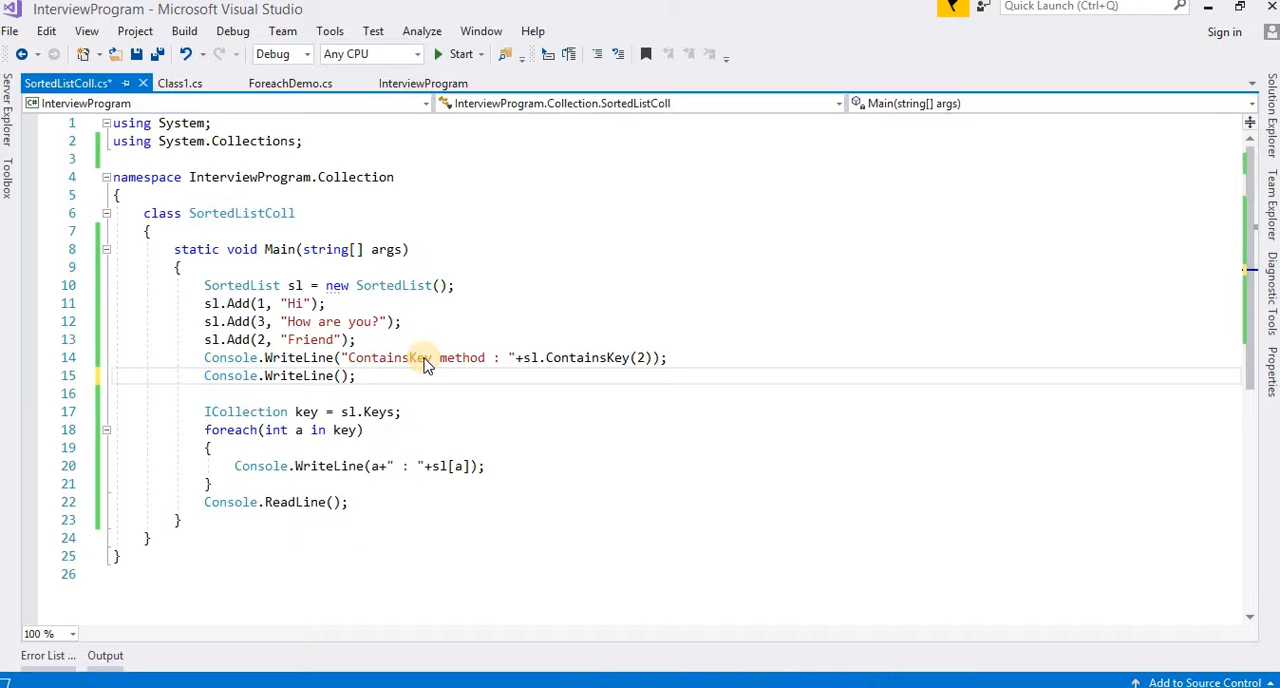 InterviewProgram - Microsoft Visual Studio
Quick Launch (Ctrl+Q)
File Edit View Project Build Debug Team Tools Test Analyze Window Help
Sign in
Debug Any CPU Start
SortedListColl.cs* Class1.cs ForeachDemo.cs InterviewProgram
InterviewProgram InterviewProgram.Collection.SortedListColl Main(string[] args)
1 using System;
2 using System.Collections;
3
4 namespace InterviewProgram.Collection
5 {
6 class SortedListColl
7 {
8 static void Main(string[] args)
9 {
10 SortedList sl = new SortedList();
11 sl.Add(1, "Hi");
12 sl.Add(3, "How are you?");
13 sl.Add(2, "Friend");
14 Console.WriteLine("ContainsKey method : "+sl.ContainsKey(2));
15 Console.WriteLine();
16
17 ICollection key = sl.Keys;
18 foreach(int a in key)
19 {
20 Console.WriteLine(a+" : "+sl[a]);
21 }
22 Console.ReadLine();
23 }
24 }
25 }
26
100 %
Error List ... Output
Add to Source Control
Server Explorer
Toolbox
Solution Explorer
Team Explorer
Diagnostic Tools
Properties